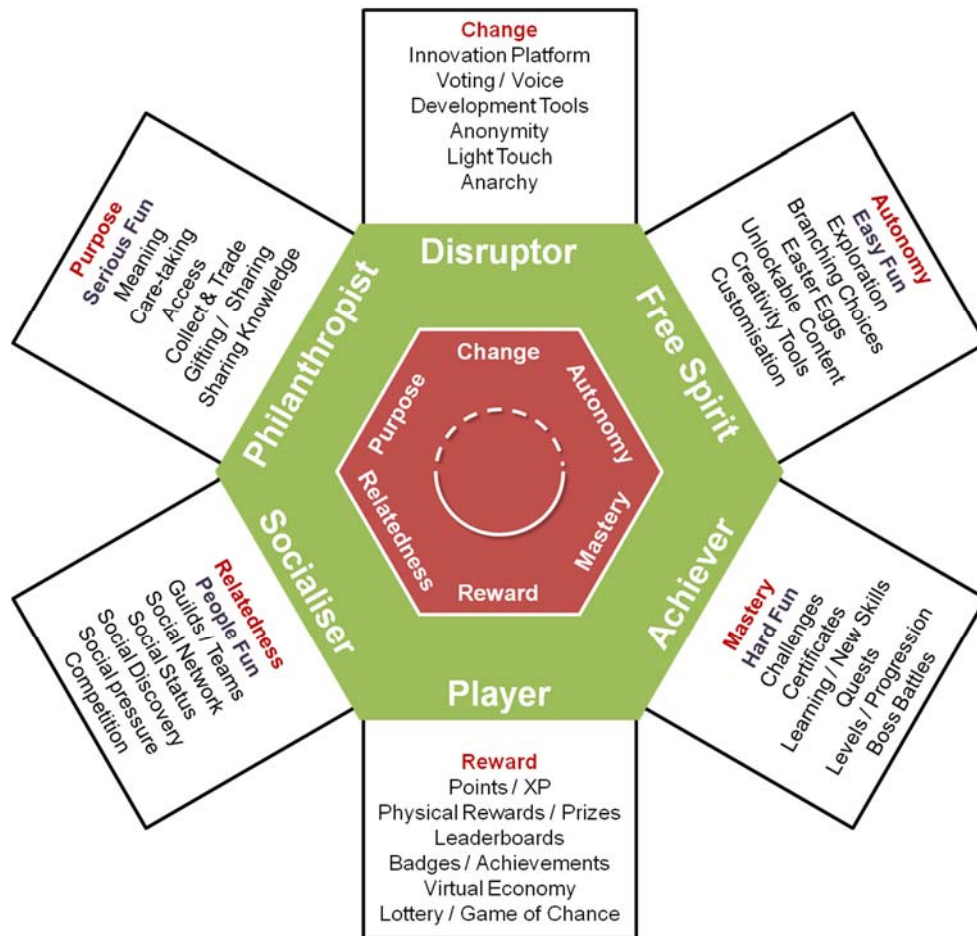 Change
Innovation Platform
Voting / Voice
Development Tools
Anonymity
Light Touch
Anarchy
Purpose
Serious Fun
Meaning
Care-taking
Access
Collect & Trade
Gifting / Sharing
Sharing Knowledge
Autonomy
Easy Fun
Exploration
Branching Choices
Easter Eggs
Unlockable Content
Creativity Tools
Customisation
Disruptor
Philanthropist
Free Spirit
Change
Purpose
Autonomy
Relatedness
Mastery
Reward
Socialiser
Achiever
Player
Relatedness
People Fun
Guilds / Teams
Social Network
Social Status
Social Discovery
Social pressure
Competition
Mastery
Hard Fun
Challenges
Certificates
Learning / New Skills
Quests
Levels / Progression
Boss Battles
Reward
Points / XP
Physical Rewards / Prizes
Leaderboards
Badges / Achievements
Virtual Economy
Lottery / Game of Chance